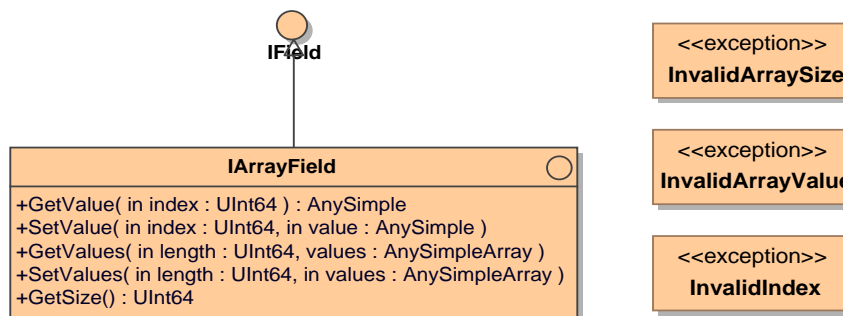 IField
<<exception>>
InvalidArraySize
<<exception>>
InvalidArrayValue
<<exception>>
InvalidIndex
IArrayField
+GetValue( in index : UInt64 ) : AnySimple
+SetValue( in index : UInt64, in value : AnySimple )
+GetValues( in length : UInt64, values : AnySimpleArray )
+SetValues( in length : UInt64, in values : AnySimpleArray )
+GetSize() : UInt64